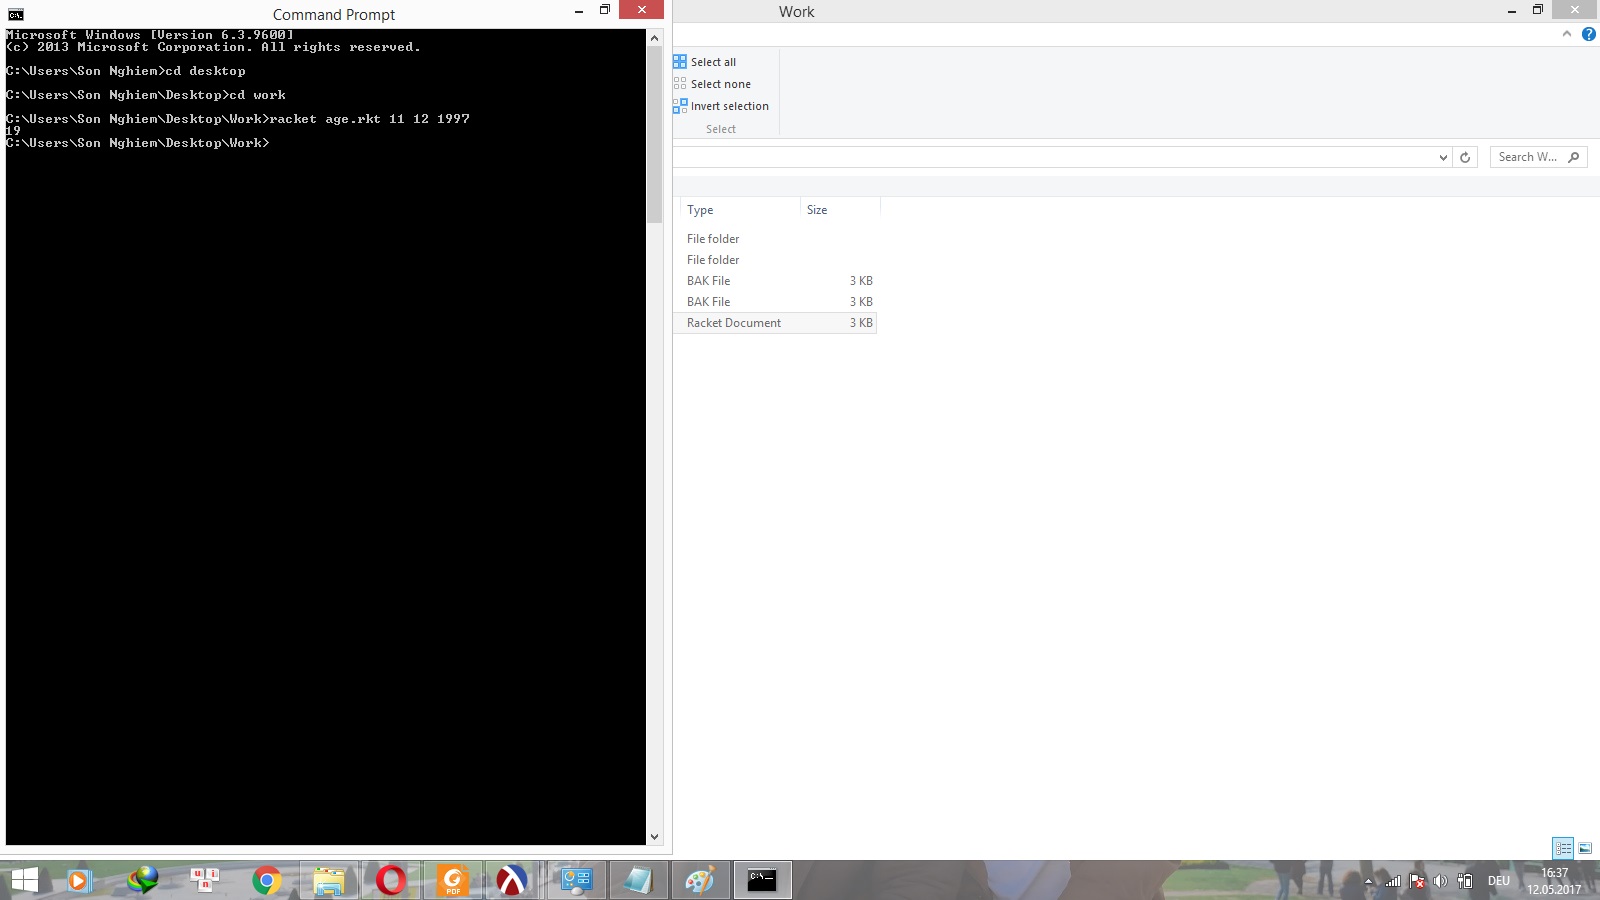 Command Prompt
Microsoft Windows [Version 6.3.9600]
(c) 2013 Microsoft Corporation. All rights reserved.
C:\Users\Son Nghiem>cd desktop
C:\Users\Son Nghiem\Desktop>cd work
C:\Users\Son Nghiem\Desktop\Work>racket age.rkt 11 12 1997
19
C:\Users\Son Nghiem\Desktop\Work>
Work
Select all
Select none
Invert selection
Select
Search W...
Type Size
File folder
File folder
BAK File 3 KB
BAK File 3 KB
Racket Document 3 KB
u n i
PDF
C:\.
DEU
16:37
12.05.2017